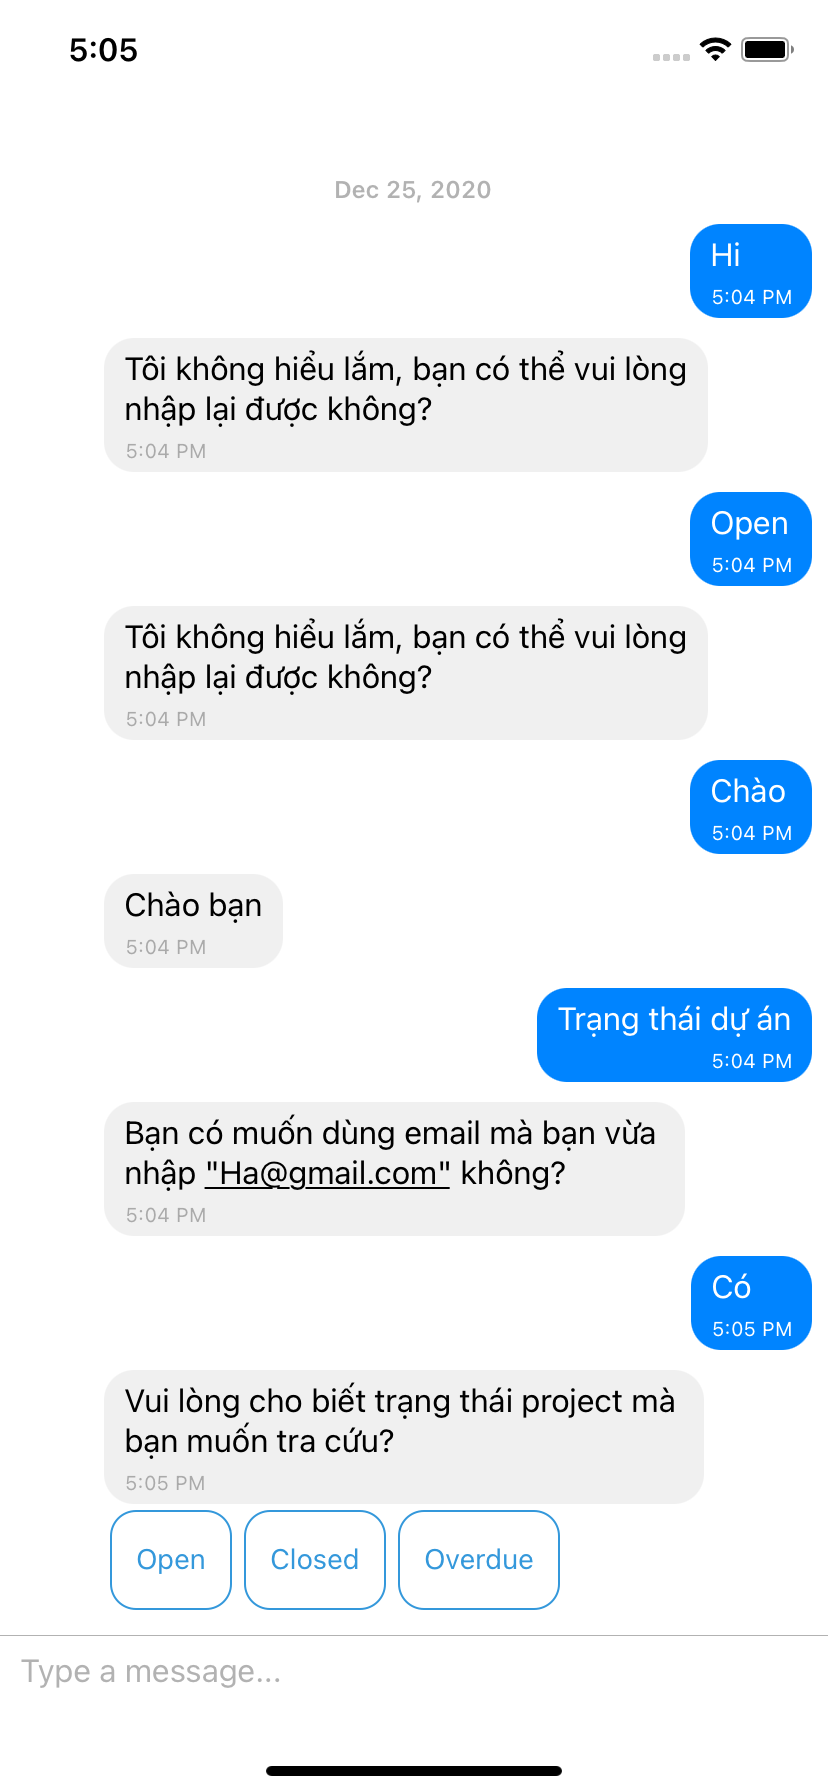 5:05
Dec 25, 2020
Hi
5:04 PM
Tôi không hiểu lắm, bạn có thể vui lòng
nhập lại được không?
5:04 PM
Open
5:04 PM
Tôi không hiểu lắm, bạn có thể vui lòng
nhập lại được không?
5:04 PM
Chào
5:04 PM
Chào bạn
5:04 PM
Trạng thái dự án
5:04 PM
Bạn có muốn dùng email mà bạn vừa
nhập "Ha@gmail.com" không?
5:04 PM
Có
5:05 PM
Vui lòng cho biết trạng thái project mà
bạn muốn tra cứu?
5:05 PM
Open Closed Overdue
Type a message...